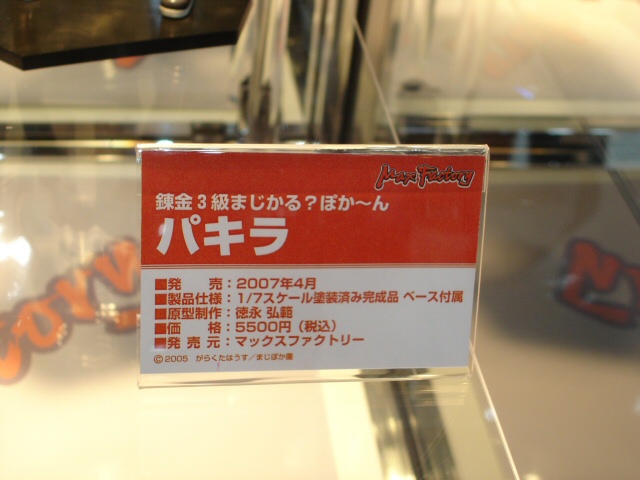 Max Factory
錬金3級まじかる？ぽか～ん
パキラ
■発　売：2007年4月
■製品仕様：1/7スケール塗装済み完成品 ベース付属
■原型制作：徳永 弘範
■価　格：5500円（税込）
■発売元：マックスファクトリー
©2005 がらくたはうす／まじぽか團